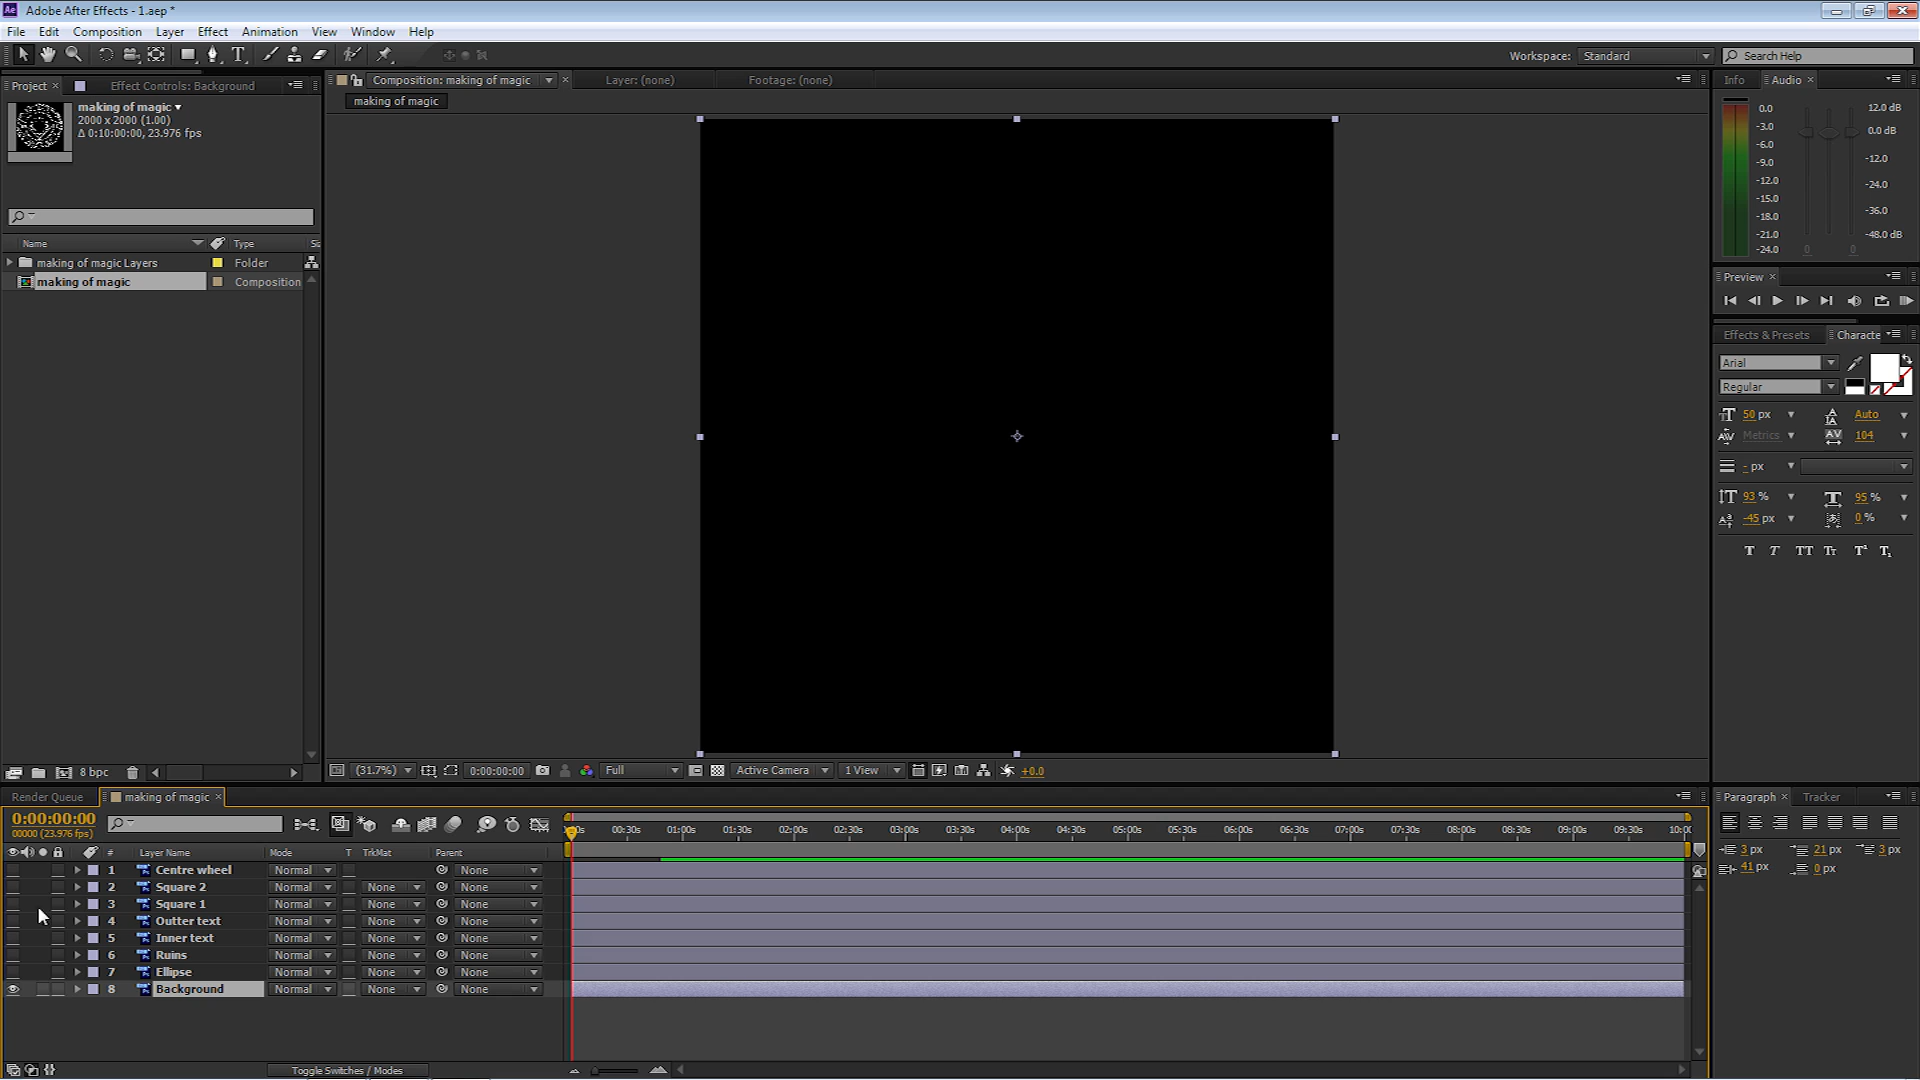 Ae Adobe After Effects - 1.aep *
File Edit Composition Layer Effect Animation View Window Help
Workspace: Standard Search Help
Project × Effect Controls: Background
making of magic ▼
2000 x 2000 (1.00)
Δ 0:10:00:00, 23.976 fps
Name Type Siz
making of magic Layers Folder
making of magic Composition
8 bpc
Composition: making of magic × Layer: (none) Footage: (none)
making of magic
(31.7%) 0:00:00:00 Full Active Camera 1 View +0.0
Info Audio ×
0.0
-3.0
-6.0
-9.0
-12.0
-15.0
-18.0
-21.0
-24.0
12.0 dB
0.0 dB
-12.0
-24.0
-36.0
-48.0 dB
0 0
Preview ×
Effects & Presets Characte
Arial
Regular
50 px Auto
Metrics 104
- px
93 % 95 %
-45 px 0 %
T T TT Tr T¹ T₁
Render Queue making of magic ×
0:00:00:00
00000 (23.976 fps)
00:30s 01:00s 01:30s 02:00s 02:30s 03:00s 03:30s 04:00s 04:30s 05:00s 05:30s 06:00s 06:30s 07:00s 07:30s 08:00s 08:30s 09:00s 09:30s 10:00
# Layer Name Mode T TrkMat Parent
1 Centre wheel Normal None
2 Square 2 Normal None None
3 Square 1 Normal None None
4 Outter text Normal None None
5 Inner text Normal None None
6 Ruins Normal None None
7 Ellipse Normal None None
8 Background Normal None None
Toggle Switches / Modes
Paragraph × Tracker
3 px 21 px 3 px
41 px 0 px